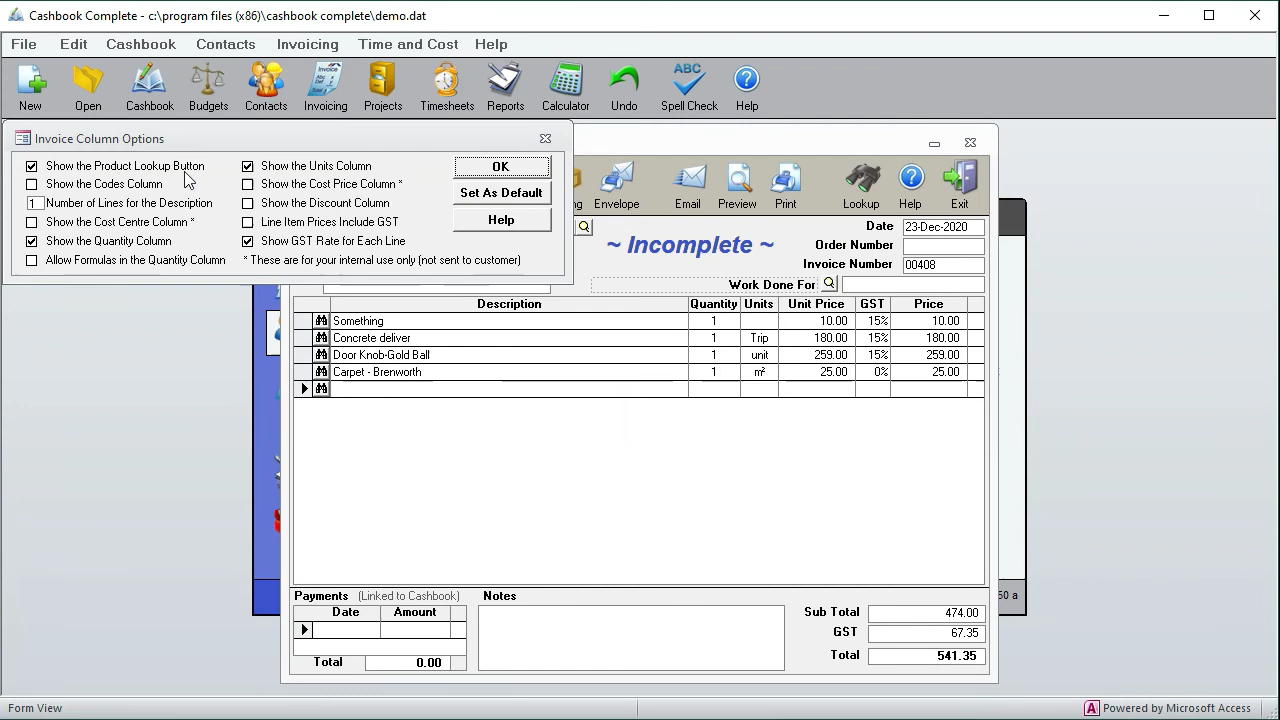 Cashbook Complete - c:\program files (x86)\cashbook complete\demo.dat
File Edit Cashbook Contacts Invoicing Time and Cost Help
New Open Cashbook Budgets Contacts Invoicing Projects Timesheets Reports Calculator Undo Spell Check Help
Invoice Column Options
Show the Product Lookup Button Show the Units Column OK
Show the Codes Column Show the Cost Price Column * Set As Default
1 Number of Lines for the Description Show the Discount Column
Show the Cost Centre Column * Line Item Prices Include GST Help
Show the Quantity Column Show GST Rate for Each Line
Allow Formulas in the Quantity Column * These are for your internal use only (not sent to customer)
Envelope Email Preview Print Lookup Help Exit
~ Incomplete ~
Date 23-Dec-2020
Order Number
Invoice Number 00408
Work Done For
Description Quantity Units Unit Price GST Price
Something 1 10.00 15% 10.00
Concrete deliver 1 Trip 180.00 15% 180.00
Door Knob-Gold Ball 1 unit 259.00 15% 259.00
Carpet - Brenworth 1 m² 25.00 0% 25.00
Payments (Linked to Cashbook) Notes
Date Amount
Sub Total 474.00
GST 67.35
Total 541.35
Total 0.00
Form View Powered by Microsoft Access